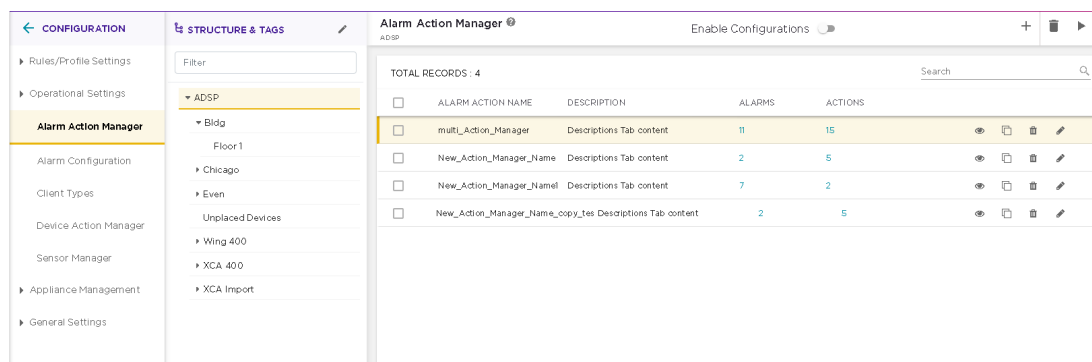 CONFIGURATION
Rules/Profile Settings
Operational Settings
Alarm Action Manager
Alarm Configuration
Client Types
Device Action Manager
Sensor Manager
Appliance Management
General Settings
STRUCTURE & TAGS
Filter
ADSP
Bldg
Floor 1
Chicago
Even
Unplaced Devices
Wing 400
XCA 400
XCA Import
Alarm Action Manager
ADSP
Enable Configurations
TOTAL RECORDS : 4
Search
ALARM ACTION NAME DESCRIPTION ALARMS ACTIONS
multi_Action_Manager Descriptions Tab content 11 15
New_Action_Manager_Name Descriptions Tab content 2 5
New_Action_Manager_Name1 Descriptions Tab content 7 2
New_Action_Manager_Name_copy_tes Descriptions Tab content 2 5